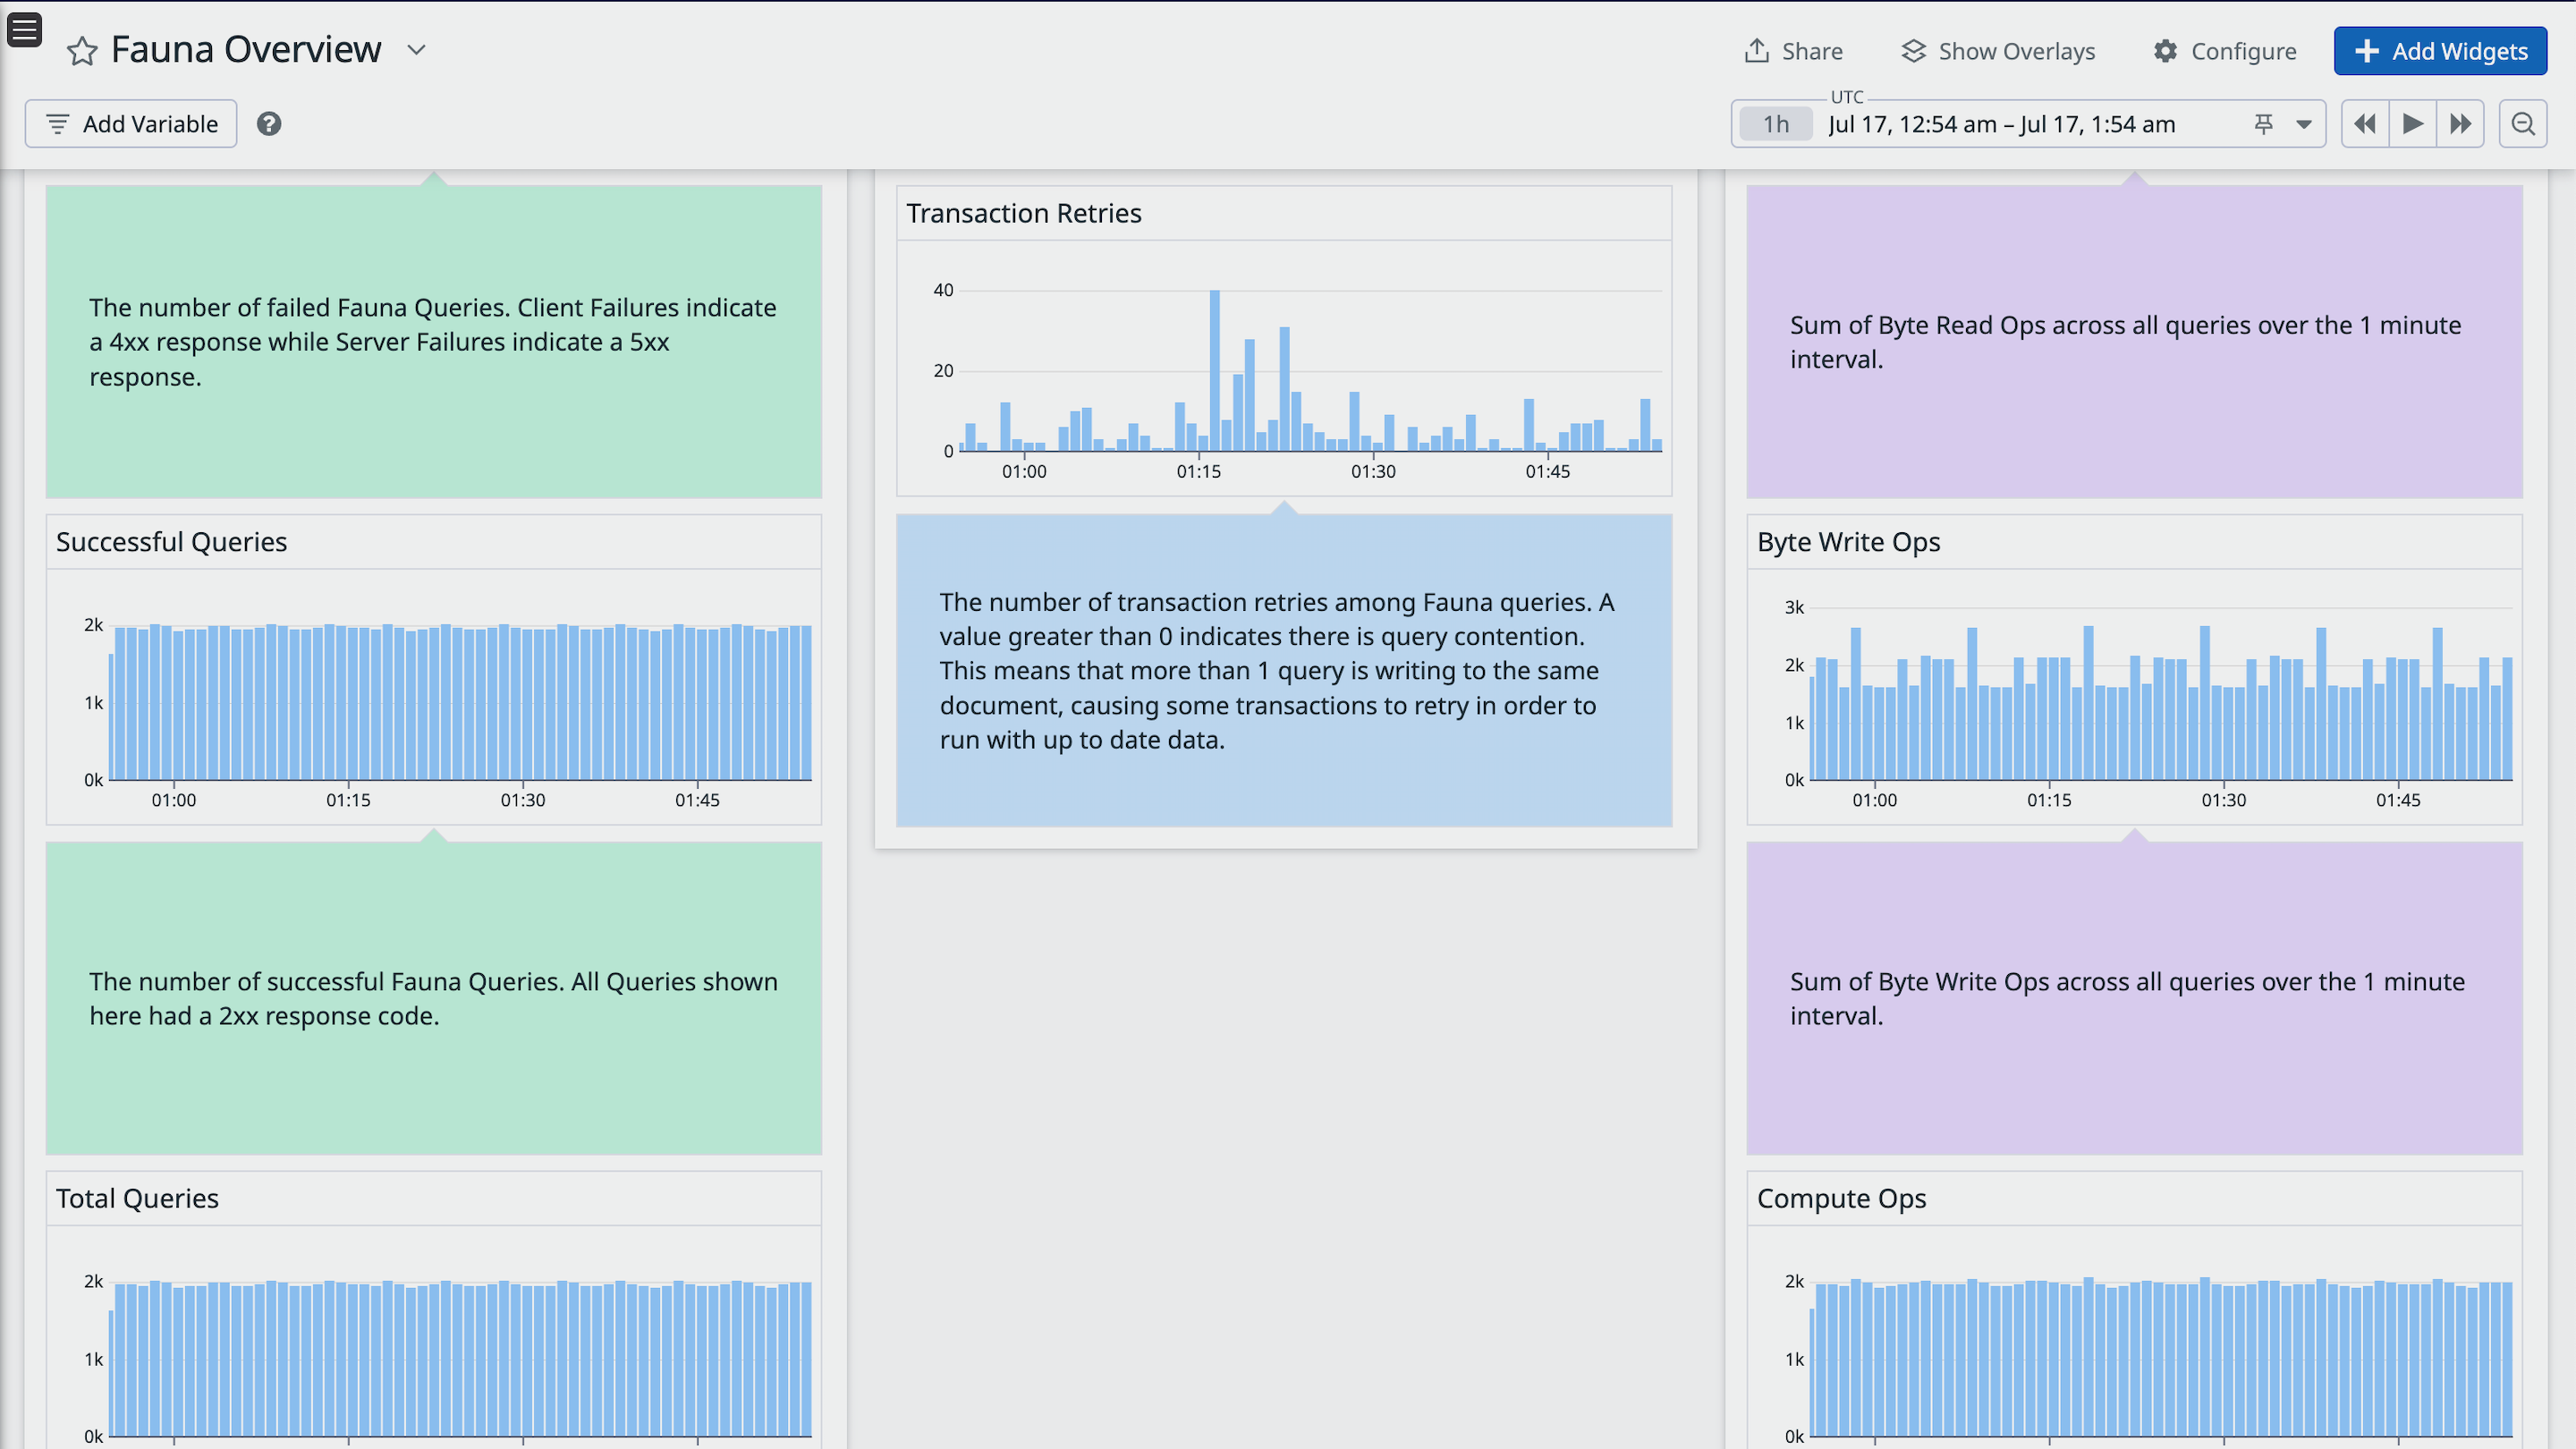 Fauna Overview
Share
Show Overlays
Configure
Add Widgets
Add Variable
?
UTC
1h
Jul 17, 12:54 am – Jul 17, 1:54 am
The number of failed Fauna Queries. Client Failures indicate
a 4xx response while Server Failures indicate a 5xx
response.
Successful Queries
2k
1k
0k
01:00
01:15
01:30
01:45
The number of successful Fauna Queries. All Queries shown
here had a 2xx response code.
Total Queries
2k
1k
0k
Transaction Retries
40
20
0
01:00
01:15
01:30
01:45
The number of transaction retries among Fauna queries. A
value greater than 0 indicates there is query contention.
This means that more than 1 query is writing to the same
document, causing some transactions to retry in order to
run with up to date data.
Sum of Byte Read Ops across all queries over the 1 minute
interval.
Byte Write Ops
3k
2k
1k
0k
01:00
01:15
01:30
01:45
Sum of Byte Write Ops across all queries over the 1 minute
interval.
Compute Ops
2k
1k
0k